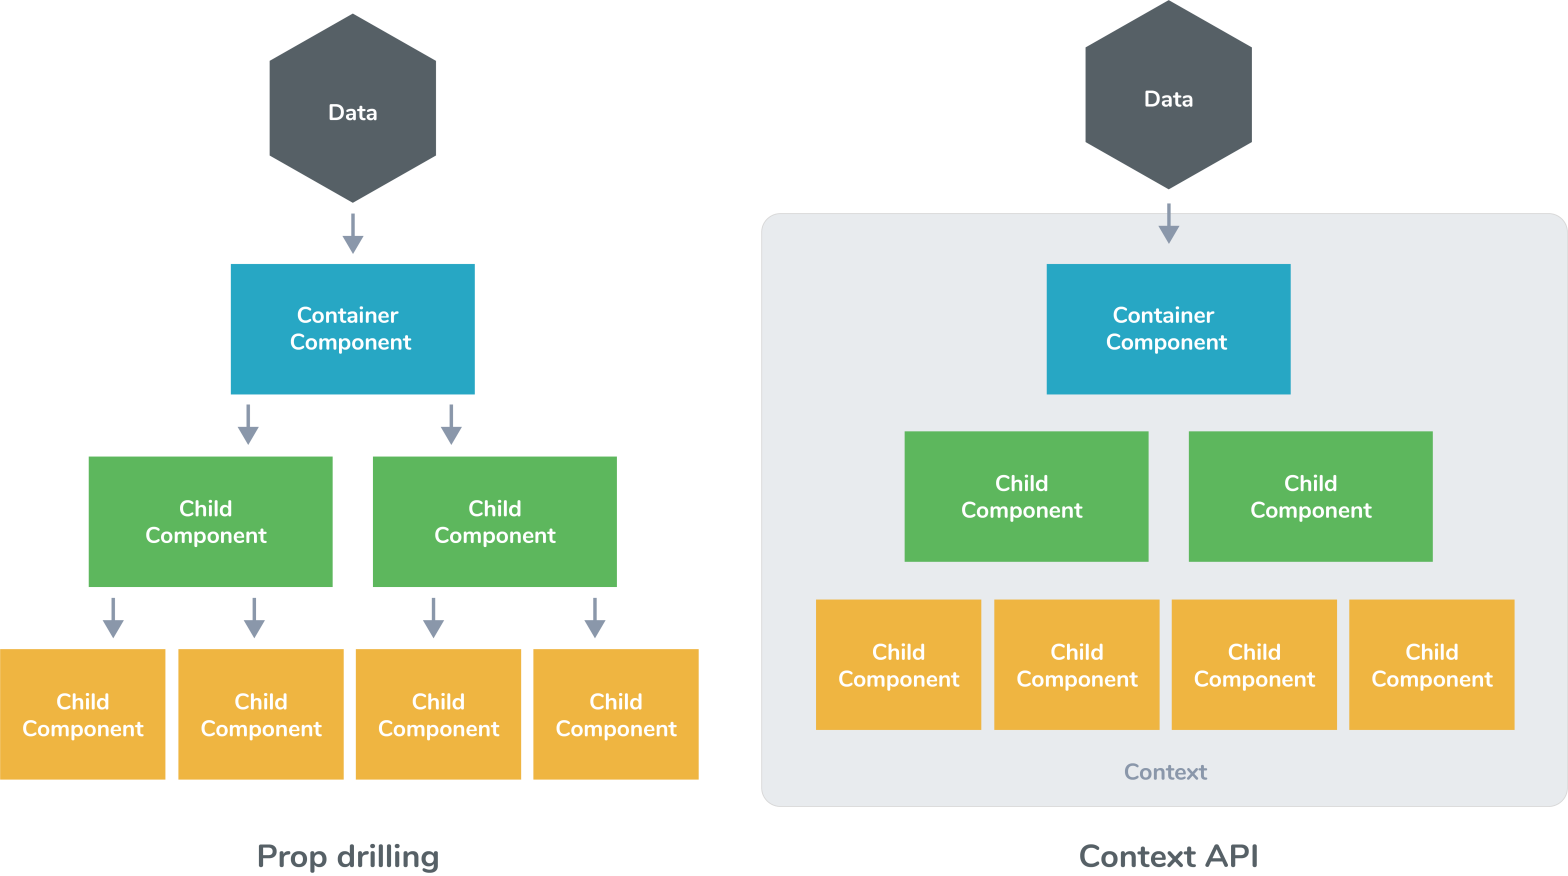 Data
Container
Component
Child
Component
Child
Component
Child
Component
Child
Component
Child
Component
Child
Component
Prop drilling
Data
Container
Component
Child
Component
Child
Component
Child
Component
Child
Component
Child
Component
Child
Component
Context
Context API